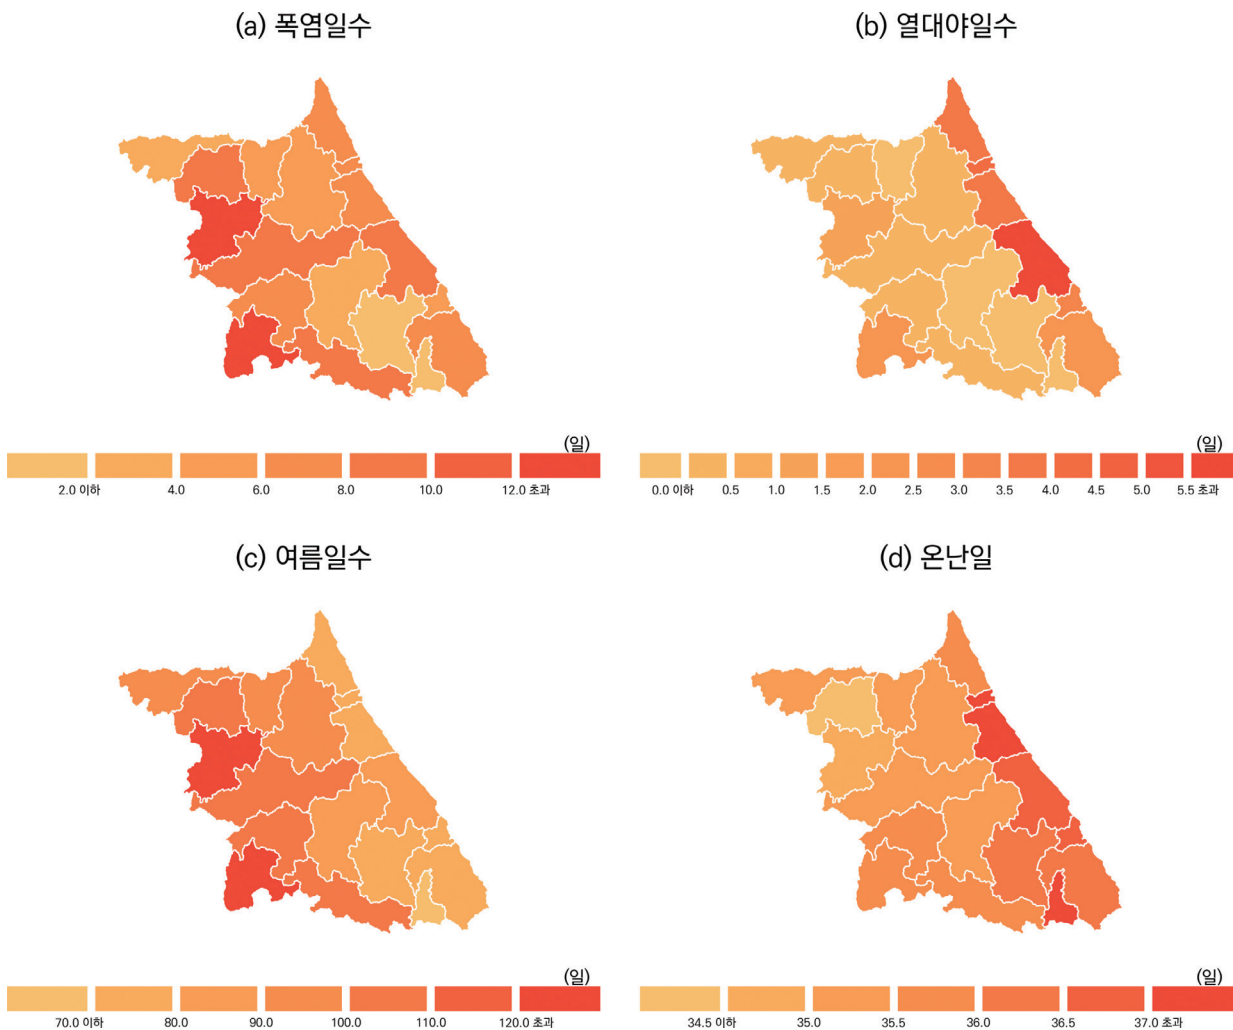 (a) 폭염일수
(b) 열대야일수
(일)
2.0 이하 4.0 6.0 8.0 10.0 12.0 초과
(일)
0.0 이하 0.5 1.0 1.5 2.0 2.5 3.0 3.5 4.0 4.5 5.0 5.5 초과
(c) 여름일수
(d) 온난일
(일)
70.0 이하 80.0 90.0 100.0 110.0 120.0 초과
(일)
34.5 이하 35.0 35.5 36.0 36.5 37.0 초과